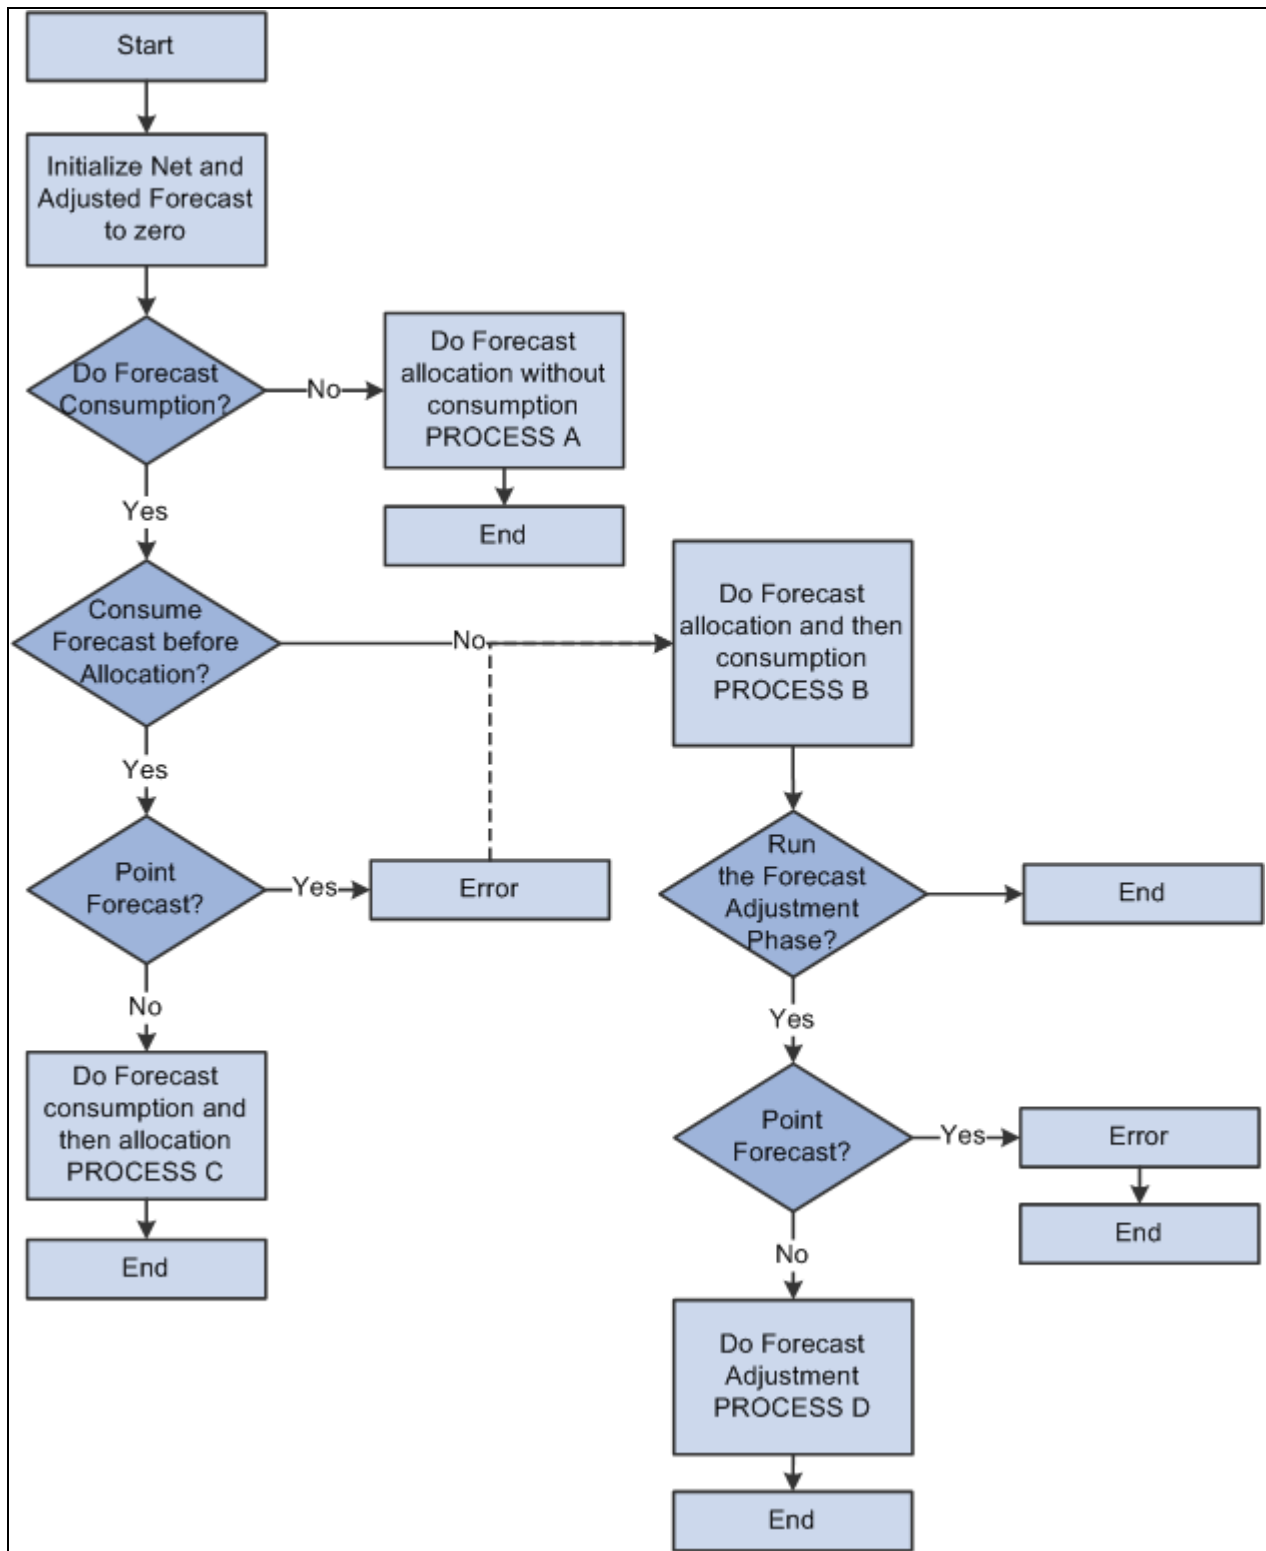 Start
Initialize Net and
Adjusted Forecast
to zero
Do Forecast
Consumption?
No
Do Forecast
allocation without
consumption
PROCESS A
End
Yes
Consume
Forecast before
Allocation?
No
Do Forecast
allocation and then
consumption
PROCESS B
Yes
Point
Forecast?
Yes
Error
Run
the Forecast
Adjustment
Phase?
End
No
Do Forecast
consumption and
then allocation
PROCESS C
End
Yes
Point
Forecast?
Yes
Error
End
No
Do Forecast
Adjustment
PROCESS D
End